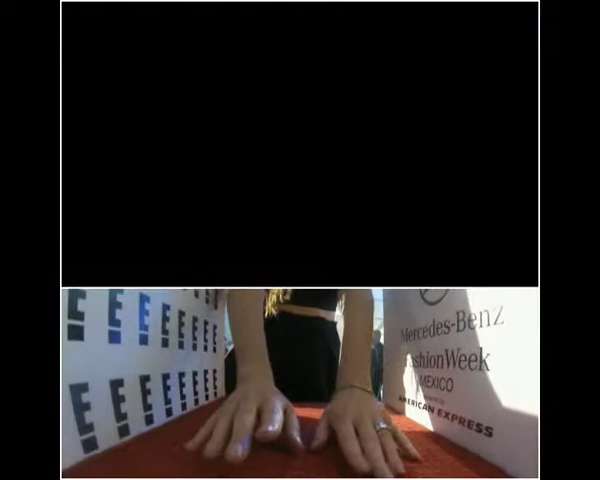 E E E E E E E E
E E E E E E E E
Mercedes-Benz
FashionWeek
MEXICO
AMERICAN EXPRESS